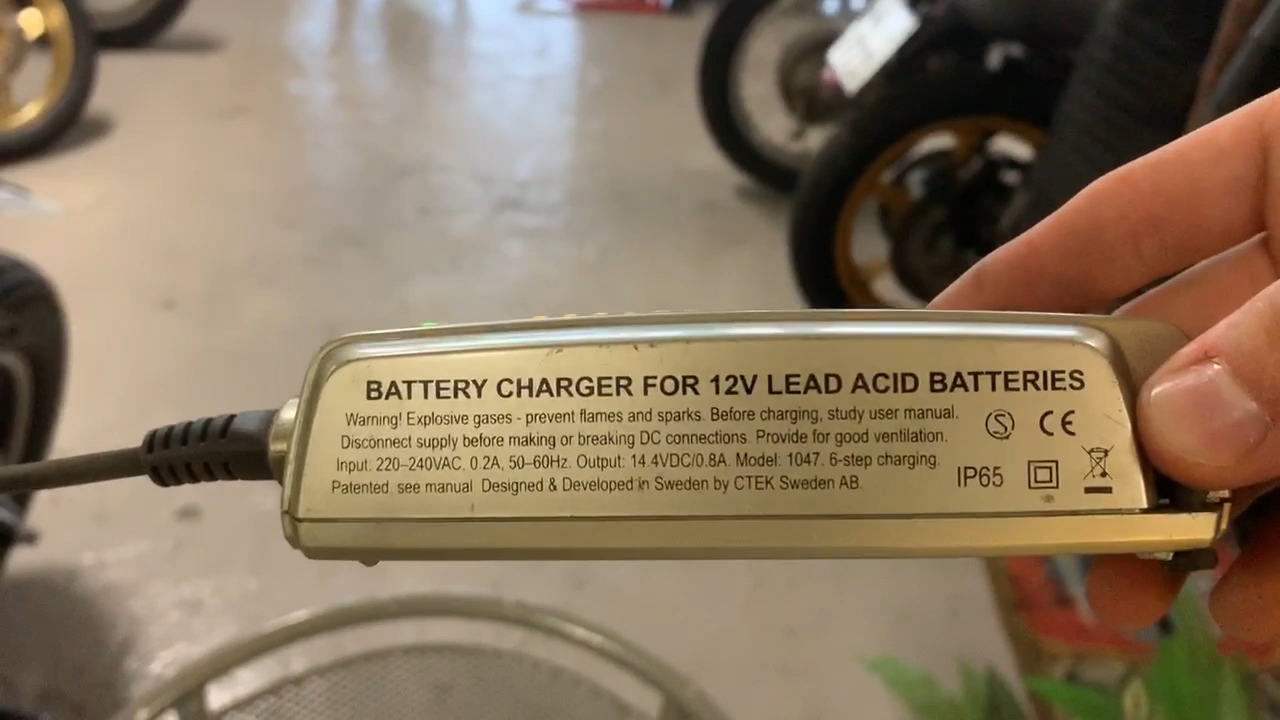 BATTERY CHARGER FOR 12V LEAD ACID BATTERIES
Warning! Explosive gases - prevent flames and sparks. Before charging, study user manual.
Disconnect supply before making or breaking DC connections. Provide for good ventilation.
Input: 220–240VAC, 0.2A, 50–60Hz. Output: 14.4VDC/0.8A. Model: 1047. 6-step charging.
Patented, see manual Designed & Developed in Sweden by CTEK Sweden AB.
S CE
IP65